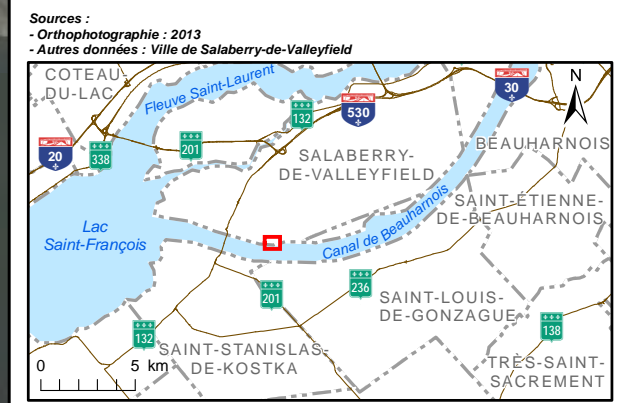 Sources :
- Orthophotographie : 2013
- Autres données : Ville de Salaberry-de-Valleyfield
COTEAU-
DU-LAC
Fleuve Saint-Laurent
30
N
132
530
20
338
201
SALABERRY-
DE-VALLEYFIELD
BEAUHARNOIS
SAINT-ÉTIENNE-
DE-BEAUHARNOIS
Lac
Saint-François
Canal de Beauharnois
201
236
SAINT-LOUIS-
DE-GONZAGUE
132
138
SAINT-STANISLAS-
DE-KOSTKA
TRÈS-SAINT-
SACREMENT
0 5 km